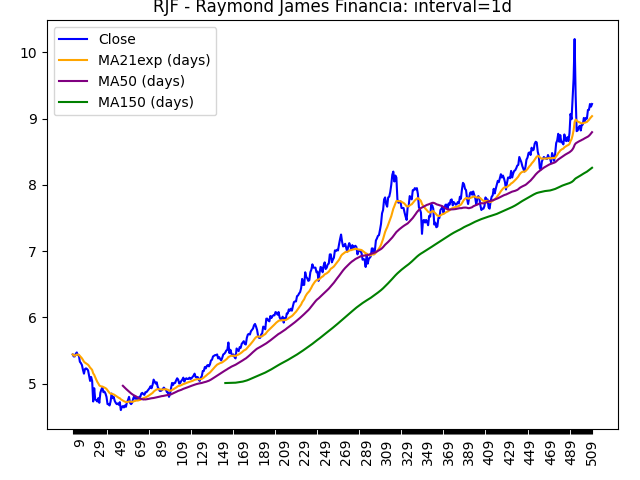 RJF - Raymond James Financia: interval=1d
Close
MA21exp (days)
MA50 (days)
MA150 (days)
10
9
8
7
6
5
9 29 49 69 89 109 129 149 169 189 209 229 249 269 289 309 329 349 369 389 409 429 449 469 489 509